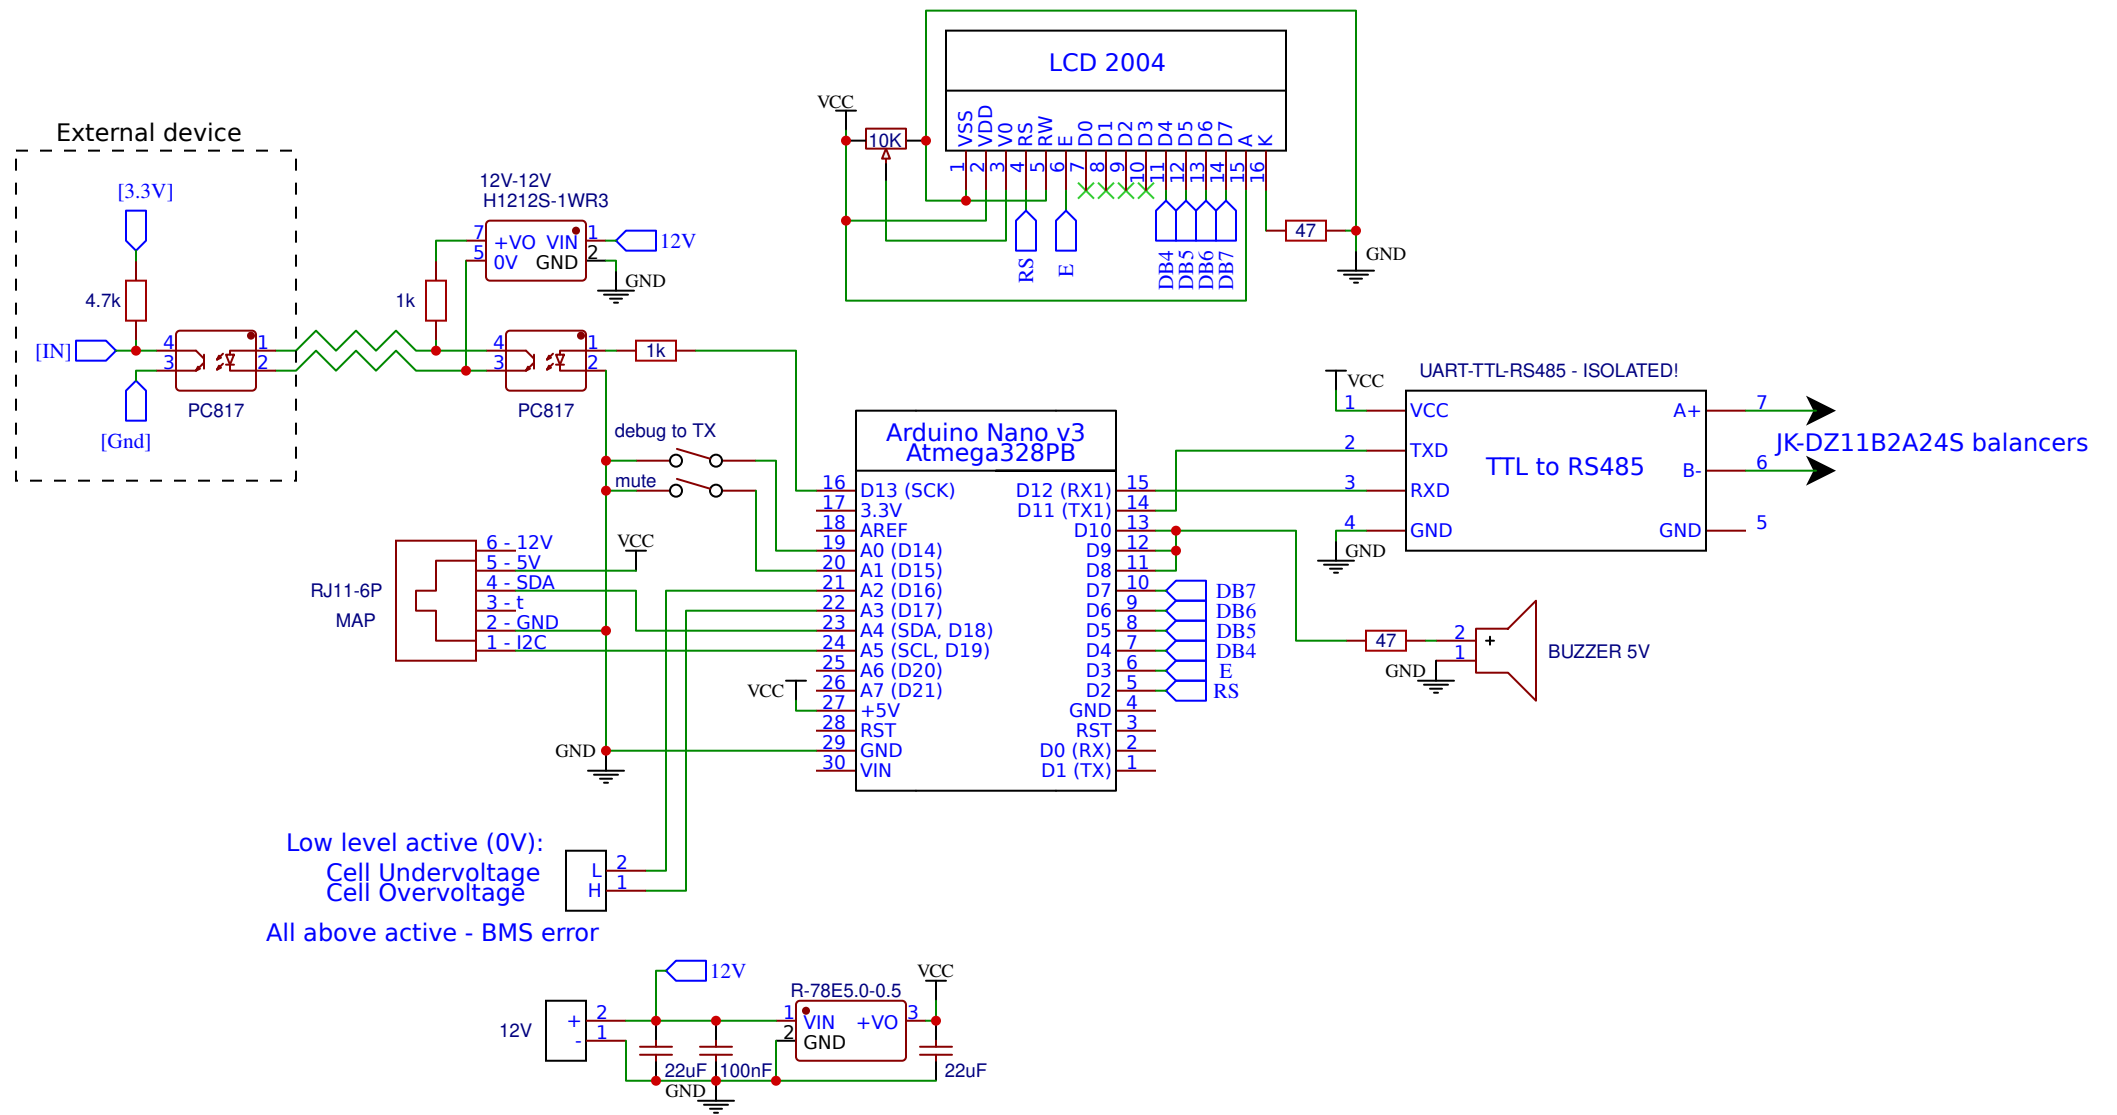 LCD 2004
VCC
10K
VSS
VDD
V0
RS
RW
E
D0
D1
D2
D3
D4
D5
D6
D7
A
K
1
2
3
4
5
6
7
8
9
10
11
12
13
14
15
16
RS
E
DB4
DB5
DB6
DB7
47
GND
External device
[3.3V]
4.7k
[IN]
[Gnd]
4
3
1
2
PC817
12V-12V
H1212S-1WR3
7
5
+VO
VIN
0V
GND
1
2
12V
GND
1k
4
3
1
2
PC817
1k
debug to TX
mute
Arduino Nano v3
Atmega328PB
16 D13 (SCK)
17 3.3V
18 AREF
19 A0 (D14)
20 A1 (D15)
21 A2 (D16)
22 A3 (D17)
23 A4 (SDA, D18)
24 A5 (SCL, D19)
25 A6 (D20)
26 A7 (D21)
27 +5V
28 RST
29 GND
30 VIN
D12 (RX1) 15
D11 (TX1) 14
D10 13
D9 12
D8 11
D7 10
D6 9
D5 8
D4 7
D3 6
D2 5
GND 4
RST 3
D0 (RX) 2
D1 (TX) 1
DB7
DB6
DB5
DB4
E
RS
UART-TTL-RS485 - ISOLATED!
VCC
1 VCC
2 TXD
3 RXD
4 GND
GND
TTL to RS485
A+ 7
B- 6
GND 5
JK-DZ11B2A24S balancers
47
2
1
+
GND
BUZZER 5V
RJ11-6P
MAP
6 - 12V
5 - 5V
4 - SDA
3 - t
2 - GND
1 - I2C
VCC
VCC
GND
Low level active (0V):
Cell Undervoltage
Cell Overvoltage
All above active - BMS error
L 2
H 1
12V
12V
+ 2
- 1
22uF
100nF
GND
R-78E5.0-0.5
1 VIN
2 GND
+VO 3
VCC
22uF